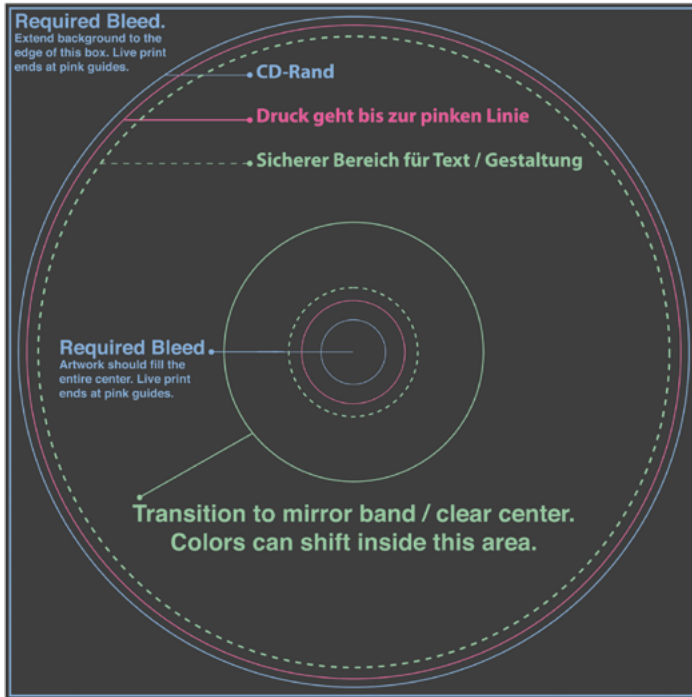 Required Bleed.
Extend background to the
edge of this box. Live print
ends at pink guides.
CD-Rand
Druck geht bis zur pinken Linie
Sicherer Bereich für Text / Gestaltung
Required Bleed
Artwork should fill the
entire center. Live print
ends at pink guides.
Transition to mirror band / clear center.
Colors can shift inside this area.